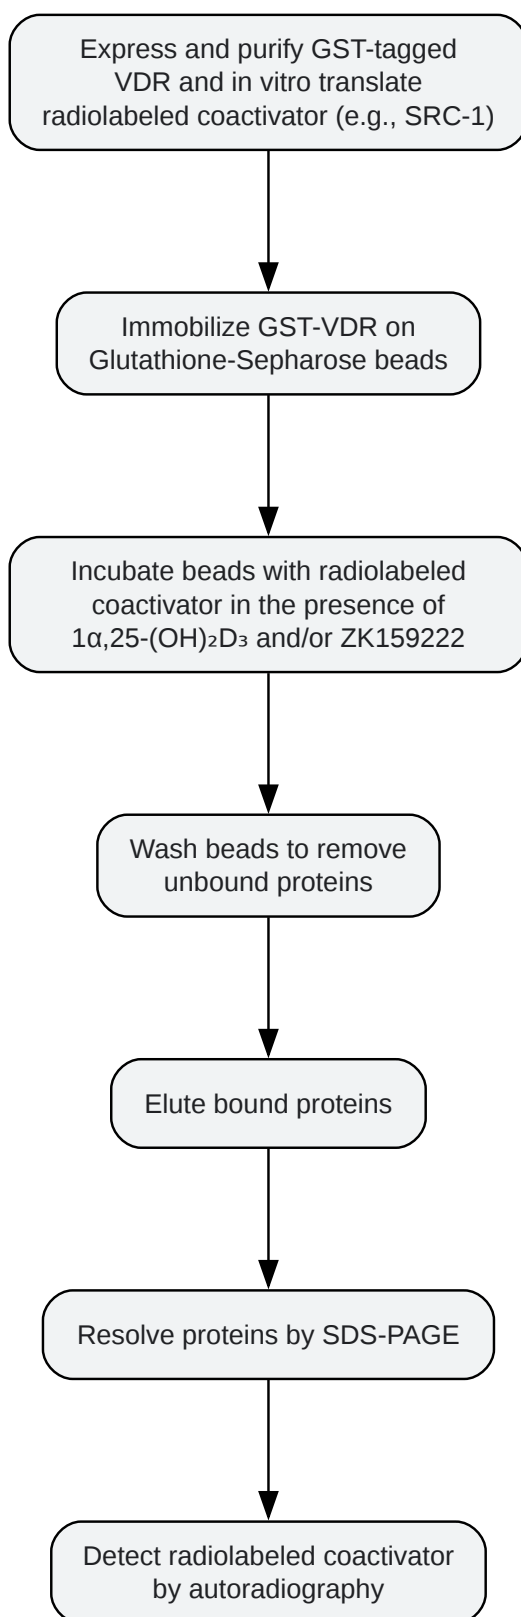 Express and purify GST-tagged
VDR and in vitro translate
radiolabeled coactivator (e.g., SRC-1)
Immobilize GST-VDR on
Glutathione-Sepharose beads
Incubate beads with radiolabeled
coactivator in the presence of
1α,25-(OH)₂D₃ and/or ZK159222
Wash beads to remove
unbound proteins
Elute bound proteins
Resolve proteins by SDS-PAGE
Detect radiolabeled coactivator
by autoradiography